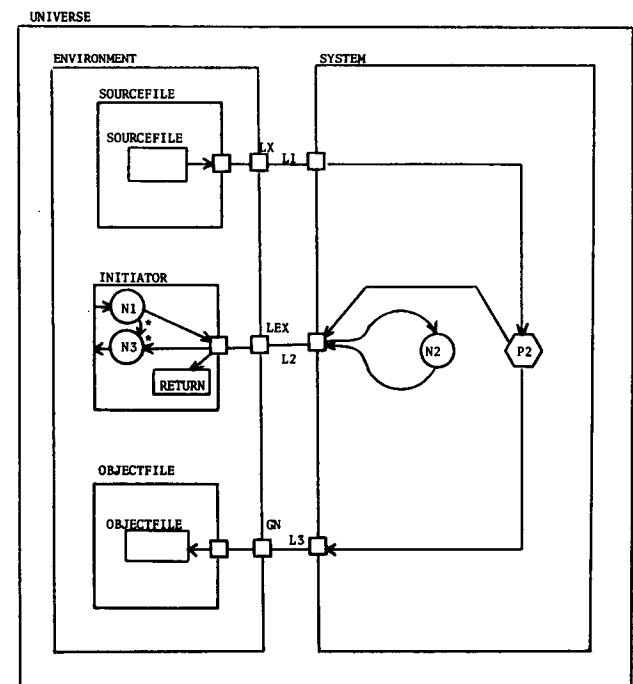 UNIVERSE
ENVIRONMENT
SYSTEM
SOURCEFILE
SOURCEFILE
LX
L1
INITIATOR
N1
*
*
N3
RETURN
LEX
L2
N2
P2
OBJECTFILE
OBJECTFILE
GN
L3